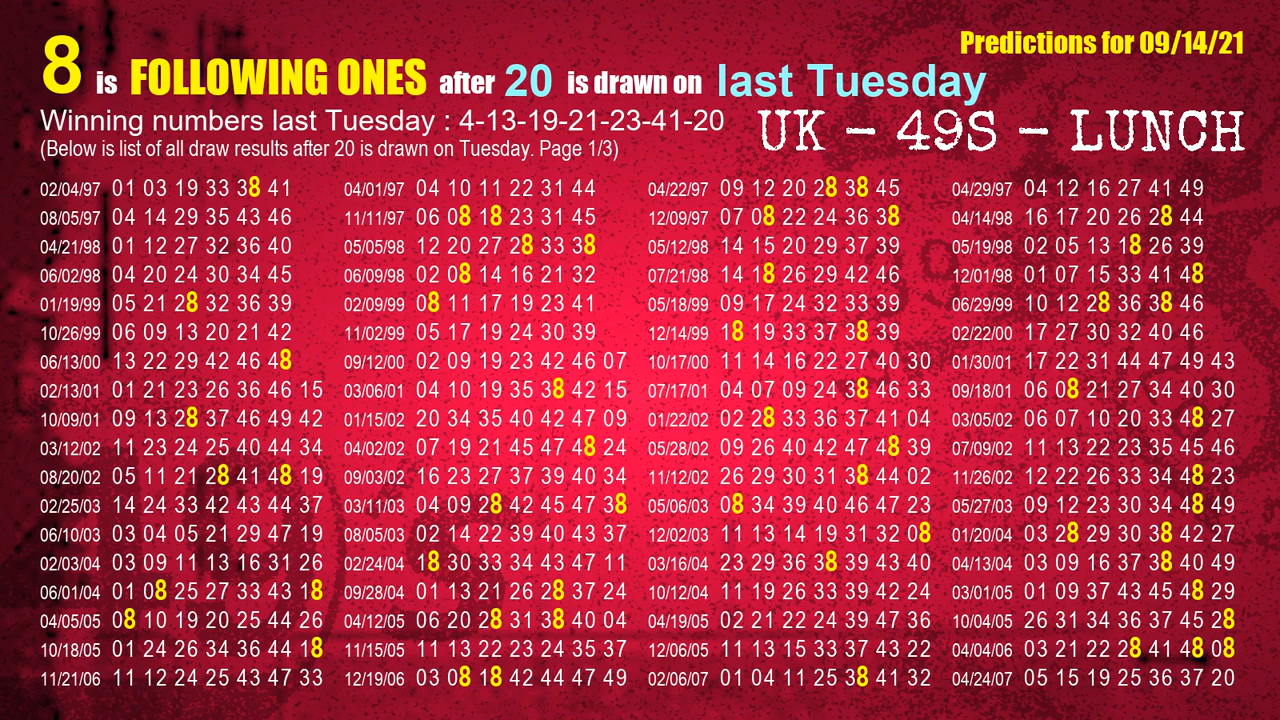 Predictions for 09/14/21
8 is FOLLOWING ONES after 20 is drawn on last Tuesday
Winning numbers last Tuesday : 4-13-19-21-23-41-20
UK - 49S - LUNCH
(Below is list of all draw results after 20 is drawn on Tuesday. Page 1/3)
02/04/97 01 03 19 33 38 41 04/01/97 04 10 11 22 31 44 04/22/97 09 12 20 28 38 45 04/29/97 04 12 16 27 41 49
08/05/97 04 14 29 35 43 46 11/11/97 06 08 18 23 31 45 12/09/97 07 08 22 24 36 38 04/14/98 16 17 20 26 28 44
04/21/98 01 12 27 32 36 40 05/05/98 12 20 27 28 33 38 05/12/98 14 15 20 29 37 39 05/19/98 02 05 13 18 26 39
06/02/98 04 20 24 30 34 45 06/09/98 02 08 14 16 21 32 07/21/98 14 18 26 29 42 46 12/01/98 01 07 15 33 41 48
01/19/99 05 21 28 32 36 39 02/09/99 08 11 17 19 23 41 05/18/99 09 17 24 32 33 39 06/29/99 10 12 28 36 38 46
10/26/99 06 09 13 20 21 42 11/02/99 05 17 19 24 30 39 12/14/99 18 19 33 37 38 39 02/22/00 17 27 30 32 40 46
06/13/00 13 22 29 42 46 48 09/12/00 02 09 19 23 42 46 07 10/17/00 11 14 16 22 27 40 30 01/30/01 17 22 31 44 47 49 43
02/13/01 01 21 23 26 36 46 15 03/06/01 04 10 19 35 38 42 15 07/17/01 04 07 09 24 38 46 33 09/18/01 06 08 21 27 34 40 30
10/09/01 09 13 28 37 46 49 42 01/15/02 20 34 35 40 42 47 09 01/22/02 02 28 33 36 37 41 04 03/05/02 06 07 10 20 33 48 27
03/12/02 11 23 24 25 40 44 34 04/02/02 07 19 21 45 47 48 24 05/28/02 09 26 40 42 47 48 39 07/09/02 11 13 22 23 35 45 46
08/20/02 05 11 21 28 41 48 19 09/03/02 16 23 27 37 39 40 34 11/12/02 26 29 30 31 38 44 02 11/26/02 12 22 26 33 34 48 23
02/25/03 14 24 33 42 43 44 37 03/11/03 04 09 28 42 45 47 38 05/06/03 08 34 39 40 46 47 23 05/27/03 09 12 23 30 34 48 49
06/10/03 03 04 05 21 29 47 19 08/05/03 02 14 22 39 40 43 37 12/02/03 11 13 14 19 31 32 08 01/20/04 03 28 29 30 38 42 27
02/03/04 03 09 11 13 16 31 26 02/24/04 18 30 33 34 43 47 11 03/16/04 23 29 36 38 39 43 40 04/13/04 03 09 16 37 38 40 49
06/01/04 01 08 25 27 33 43 18 09/28/04 01 13 21 26 28 37 24 10/12/04 11 19 26 33 39 42 24 03/01/05 01 09 37 43 45 48 29
04/05/05 08 10 19 20 25 44 26 04/12/05 06 20 28 31 38 40 04 04/19/05 02 21 22 24 39 47 36 10/04/05 26 31 34 36 37 45 28
10/18/05 01 24 26 34 36 44 18 11/15/05 11 13 22 23 24 35 37 12/06/05 11 13 15 33 37 43 22 04/04/06 03 21 22 28 41 48 08
11/21/06 11 12 24 25 43 47 33 12/19/06 03 08 18 42 44 47 49 02/06/07 01 04 11 25 38 41 32 04/24/07 05 15 19 25 36 37 20